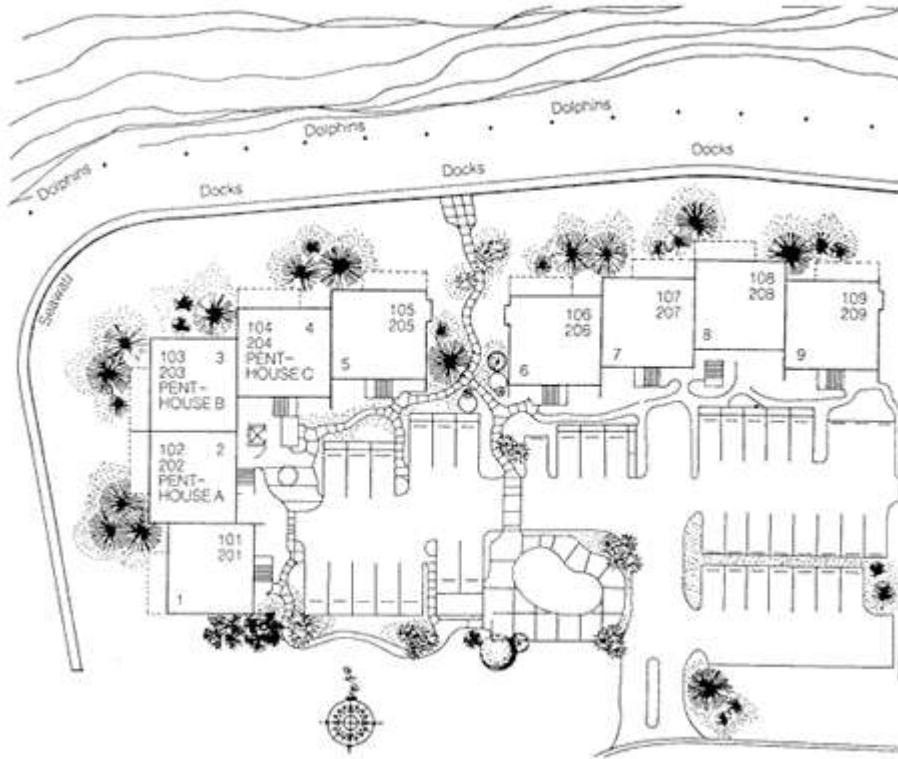 Dolphins
Dolphins
Dolphins
Docks
Docks
Docks
Seawall
108
208
8
107
207
7
109
209
9
105
205
5
106
206
6
104 4
204
PENT-
HOUSE C
103 3
203
PENT-
HOUSE B
102 2
202
PENT-
HOUSE A
101
201
1